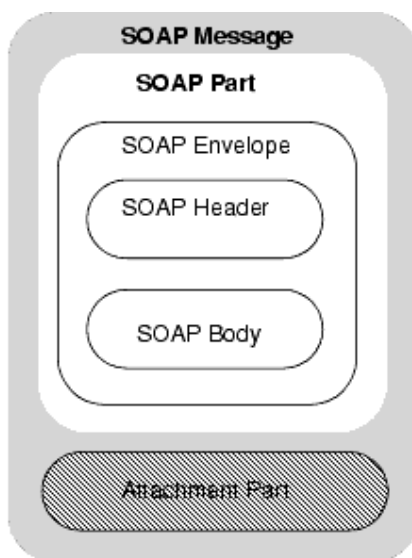 SOAP Message
SOAP Part
SOAP Envelope
SOAP Header
SOAP Body
Attachment Part